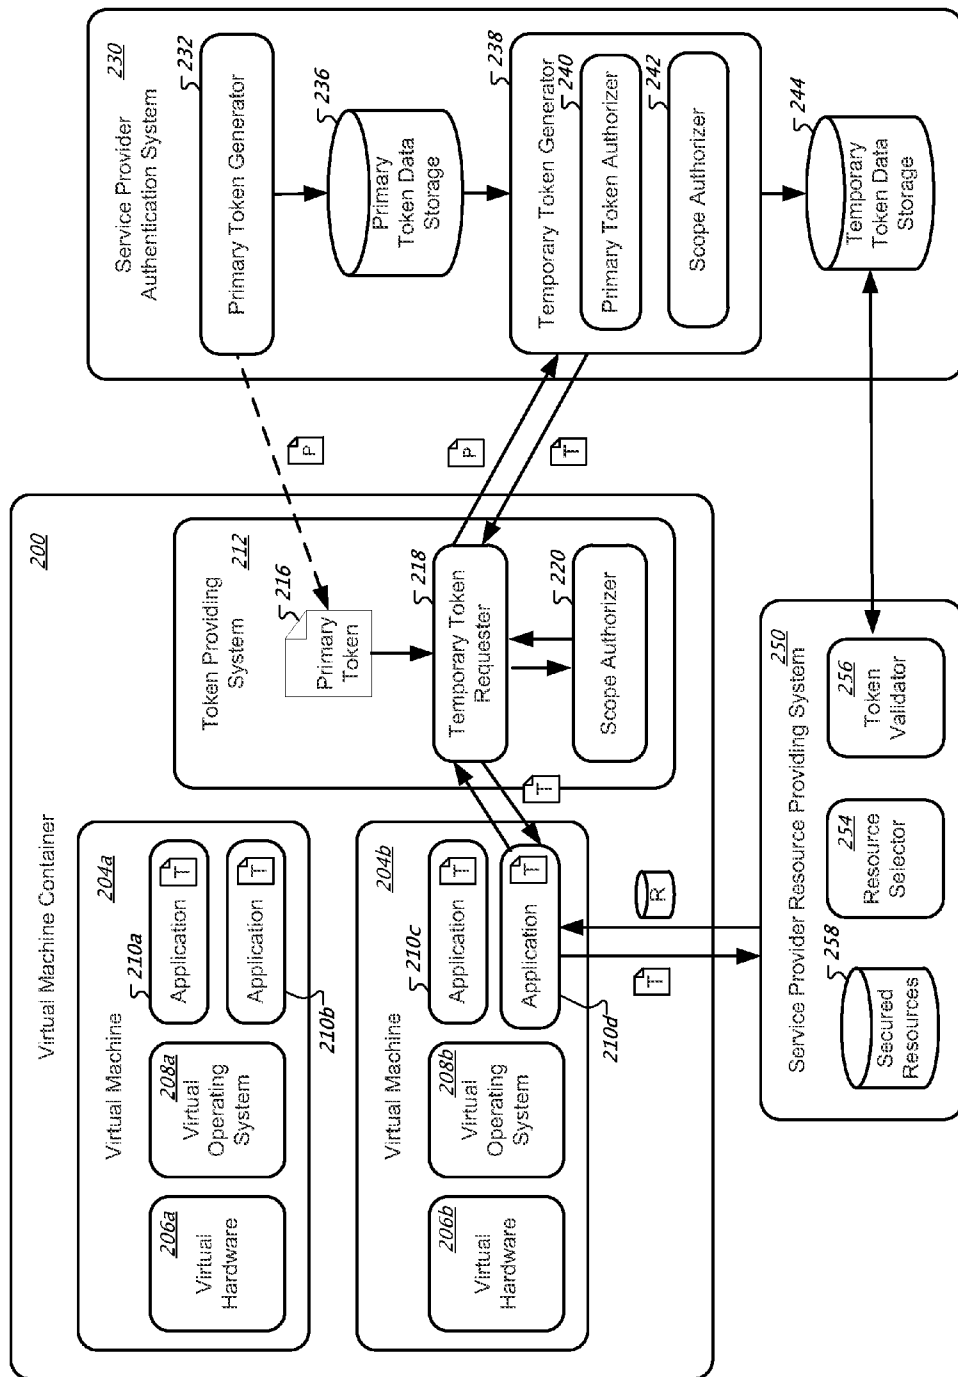 Virtual Machine Container
200
Virtual Machine
204a
206a
Virtual
Hardware
208a
Virtual
Operating
System
210a
Application
T
Application
T
210b
Virtual Machine
204b
206b
Virtual
Hardware
208b
Virtual
Operating
System
210c
Application
T
Application
T
210d
Token Providing
System
212
216
Primary
Token
218
Temporary Token
Requester
220
Scope Authorizer
T
P
P
T
T
R
Service Provider
Authentication System
230
232
Primary Token Generator
236
Primary
Token Data
Storage
238
Temporary Token Generator
240
Primary Token Authorizer
242
Scope Authorizer
244
Temporary
Token Data
Storage
Service Provider Resource Providing System
250
258
Secured
Resources
254
Resource
Selector
256
Token
Validator